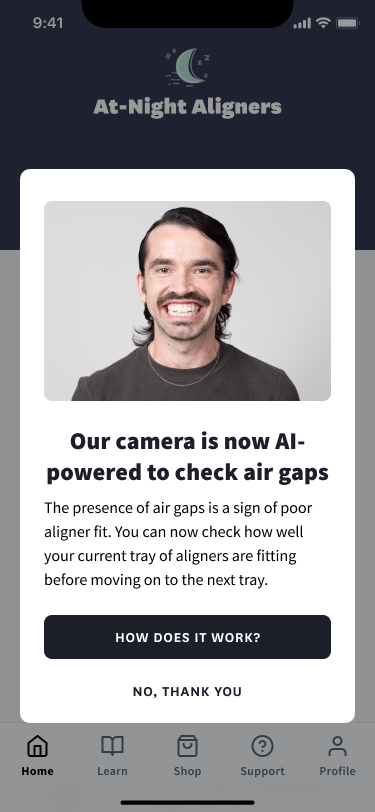 9:41
At-Night Aligners
Our camera is now AI-
powered to check air gaps
The presence of air gaps is a sign of poor
aligner fit. You can now check how well
your current tray of aligners are fitting
before moving on to the next tray.
HOW DOES IT WORK?
NO, THANK YOU
Home Learn Shop Support Profile